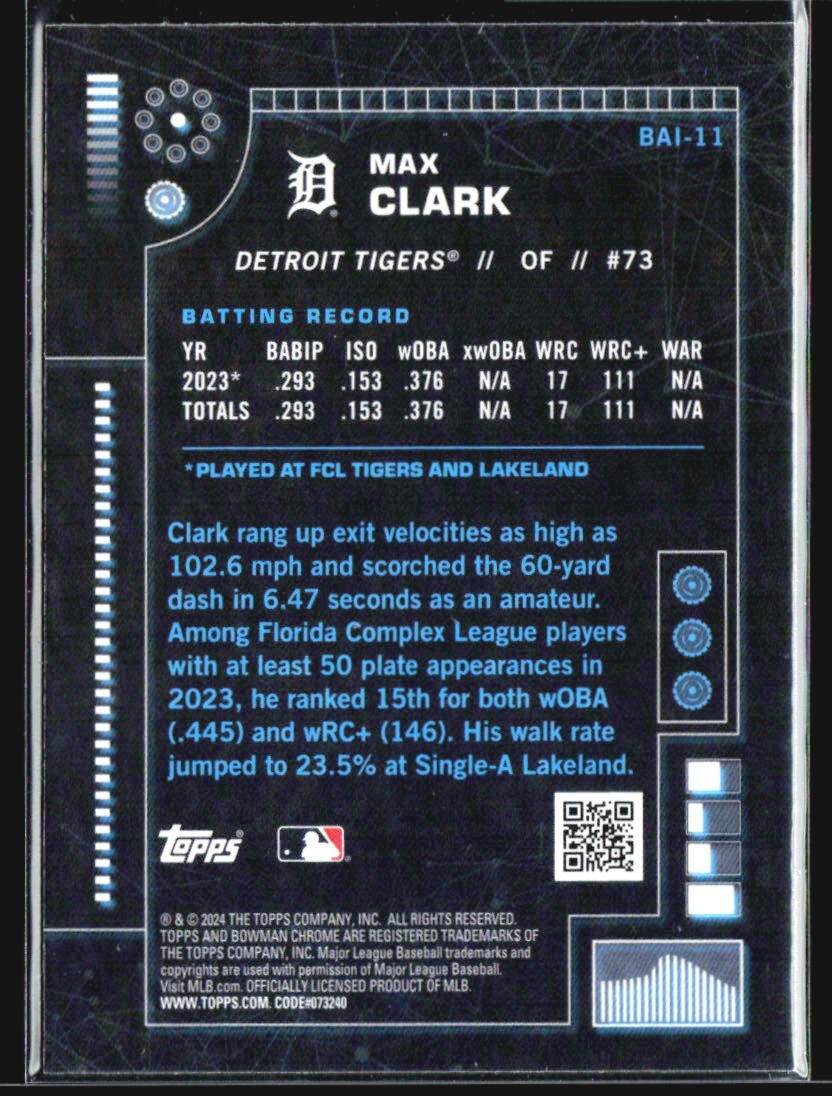 BAI-11
MAX
CLARK
DETROIT TIGERS® // OF // #73
BATTING RECORD
YR BABIP ISO wOBA xwOBA WRC WRC+ WAR
2023* .293 .153 .376 N/A 17 111 N/A
TOTALS .293 .153 .376 N/A 17 111 N/A
*PLAYED AT FCL TIGERS AND LAKELAND
Clark rang up exit velocities as high as
102.6 mph and scorched the 60-yard
dash in 6.47 seconds as an amateur.
Among Florida Complex League players
with at least 50 plate appearances in
2023, he ranked 15th for both wOBA
(.445) and wRC+ (146). His walk rate
jumped to 23.5% at Single-A Lakeland.
topps®
® & © 2024 THE TOPPS COMPANY, INC. ALL RIGHTS RESERVED.
TOPPS AND BOWMAN CHROME ARE REGISTERED TRADEMARKS OF
THE TOPPS COMPANY, INC. Major League Baseball trademarks and
copyrights are used with permission of Major League Baseball.
Visit MLB.com. OFFICIALLY LICENSED PRODUCT OF MLB.
WWW.TOPPS.COM. CODE#073240